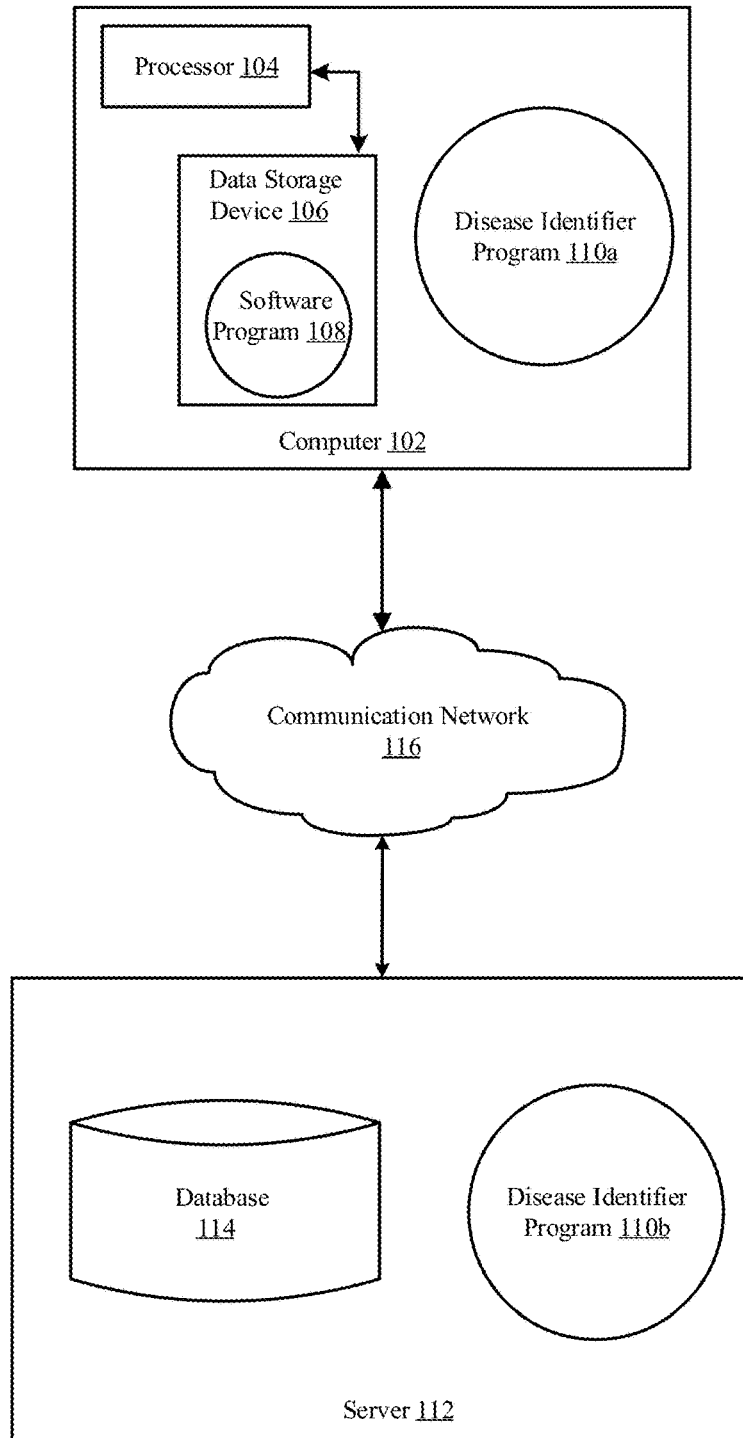 Processor 104
Data Storage
Device 106
Software
Program 108
Disease Identifier
Program 110a
Computer 102
Communication Network
116
Database
114
Disease Identifier
Program 110b
Server 112